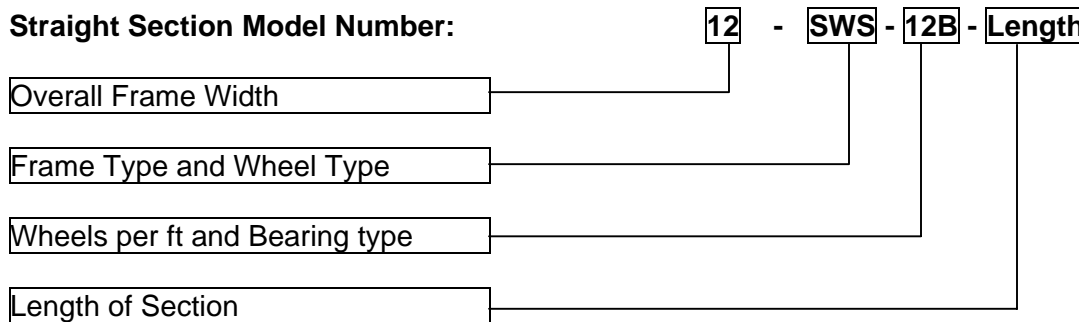 Straight Section Model Number: 12 - SWS - 12B - Length
Overall Frame Width
Frame Type and Wheel Type
Wheels per ft and Bearing type
Length of Section